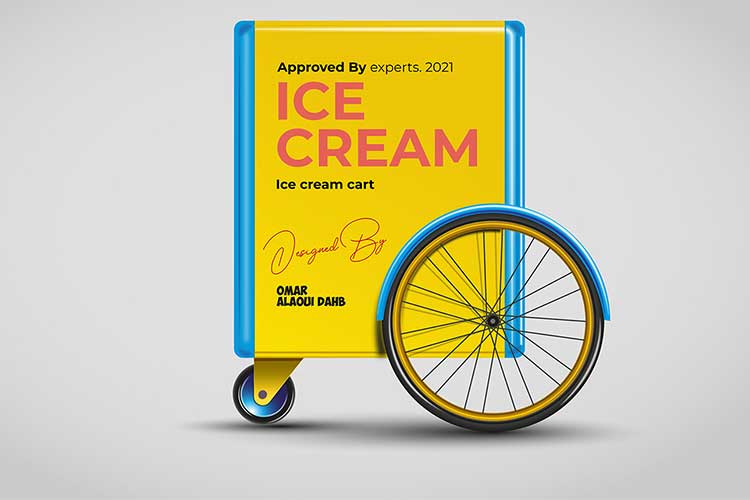 Approved By experts. 2021
ICE
CREAM
Ice cream cart
Designed By
OMAR
ALAOUI DAHB